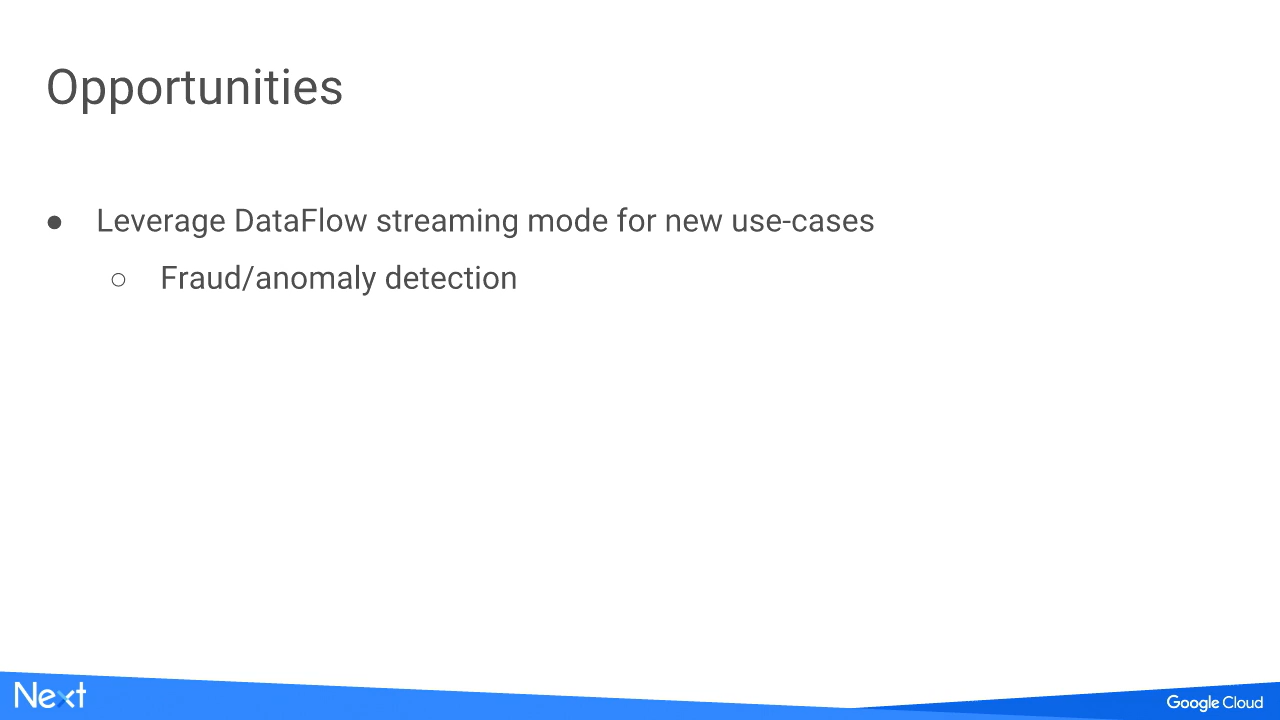 Opportunities
● Leverage DataFlow streaming mode for new use-cases
○ Fraud/anomaly detection
Next
Google Cloud